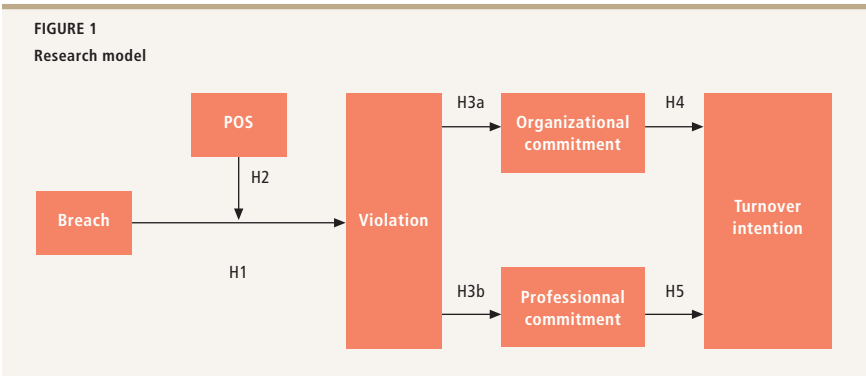 FIGURE 1
Research model
POS
H2
Breach
H1
Violation
H3a
Organizational
commitment
H4
H3b
Professionnal
commitment
H5
Turnover
intention